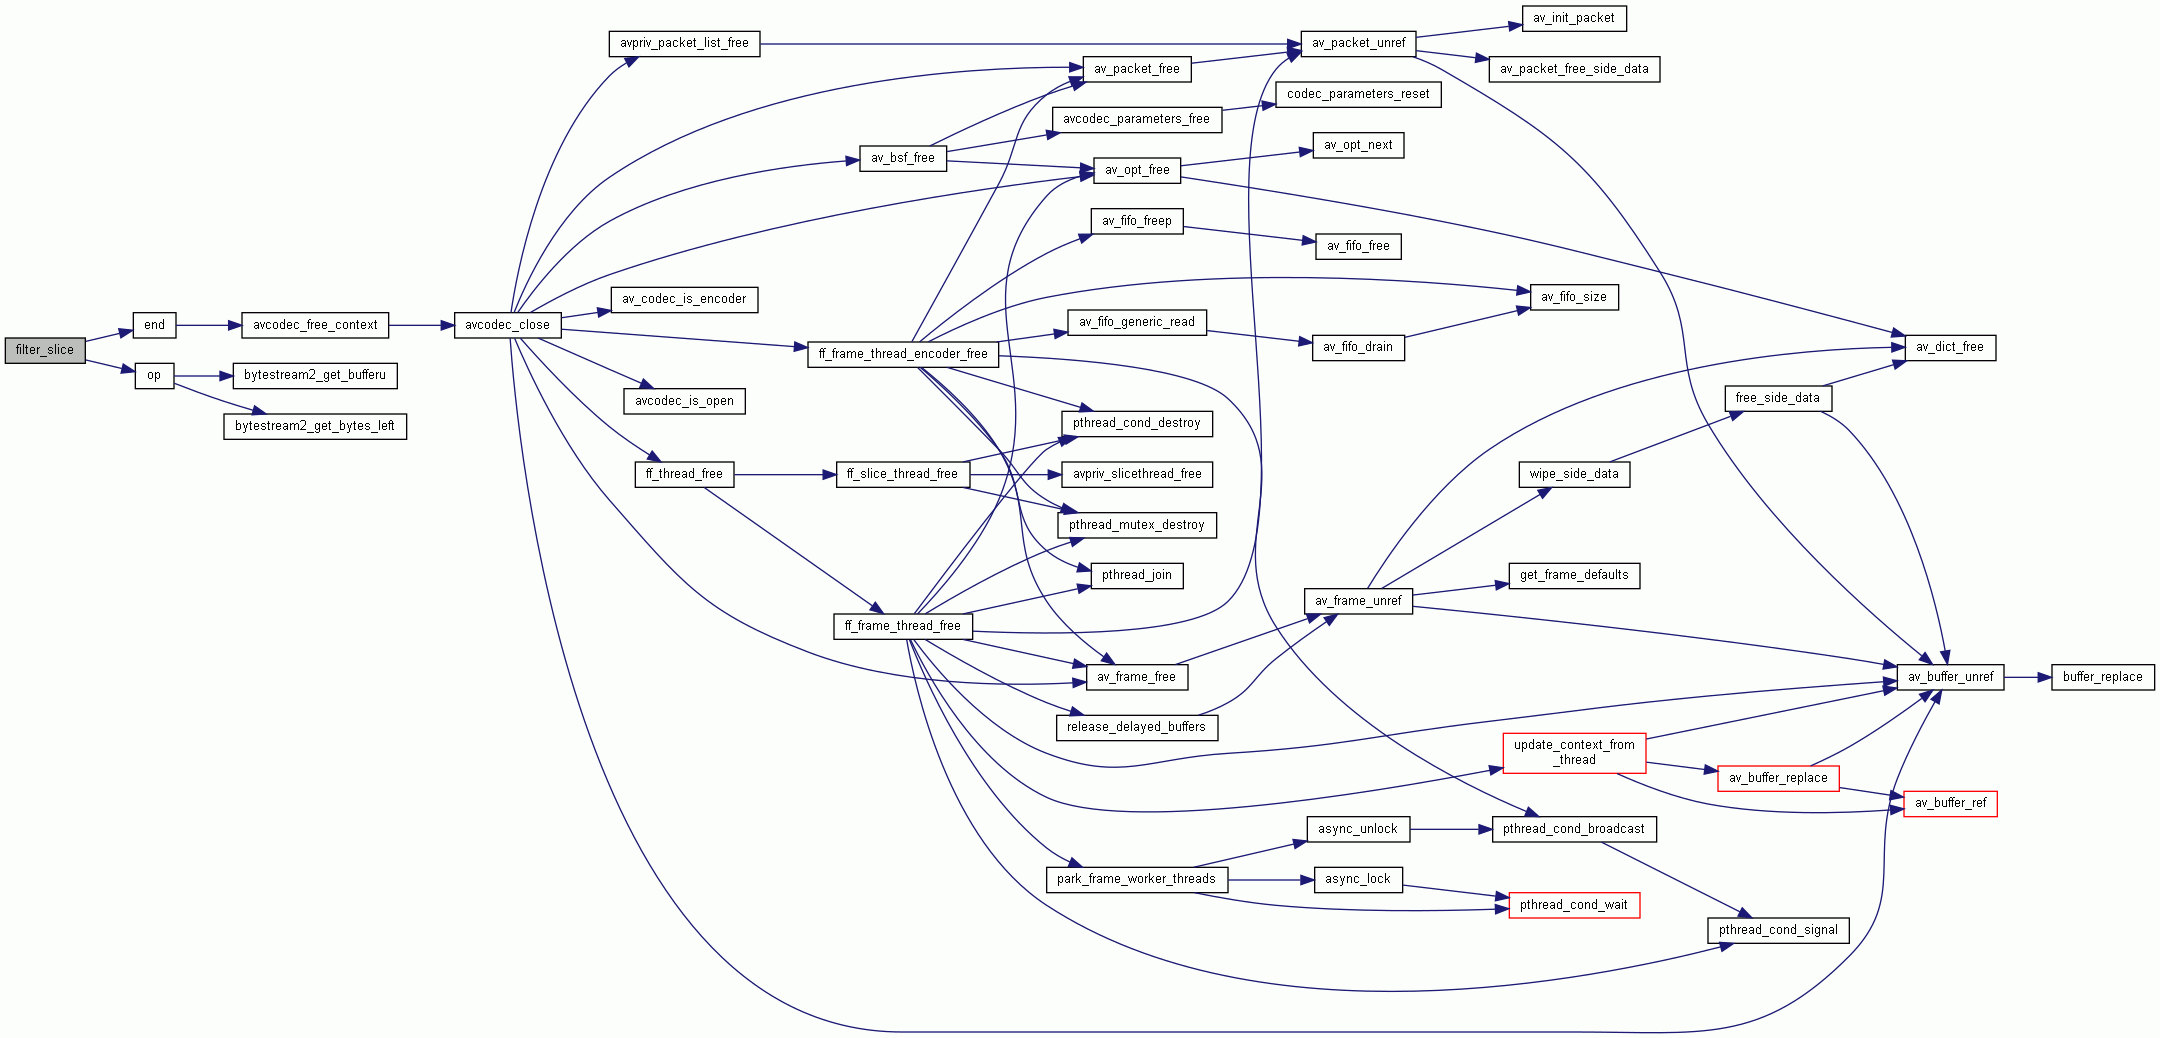 filter_slice
end
op
avcodec_free_context
bytestream2_get_bufferu
bytestream2_get_bytes_left
avcodec_close
avpriv_packet_list_free
av_codec_is_encoder
avcodec_is_open
ff_thread_free
av_bsf_free
ff_frame_thread_encoder_free
ff_slice_thread_free
ff_frame_thread_free
av_packet_free
avcodec_parameters_free
av_opt_free
av_fifo_freep
av_fifo_generic_read
pthread_cond_destroy
avpriv_slicethread_free
pthread_mutex_destroy
pthread_join
av_frame_free
release_delayed_buffers
park_frame_worker_threads
av_packet_unref
codec_parameters_reset
av_opt_next
av_fifo_free
av_fifo_drain
av_frame_unref
async_unlock
async_lock
av_init_packet
av_packet_free_side_data
av_fifo_size
wipe_side_data
get_frame_defaults
update_context_from
_thread
pthread_cond_broadcast
pthread_cond_wait
free_side_data
av_buffer_replace
pthread_cond_signal
av_dict_free
av_buffer_unref
av_buffer_ref
buffer_replace